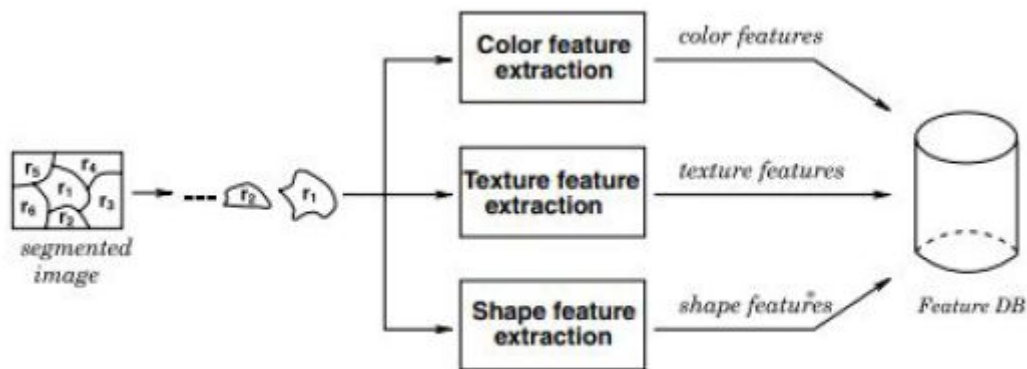 Color feature
extraction
color features
r5
r4
r1
r3
r6
r2
segmented
image
r2
r1
Texture feature
extraction
texture features
Shape feature
extraction
shape features
Feature DB